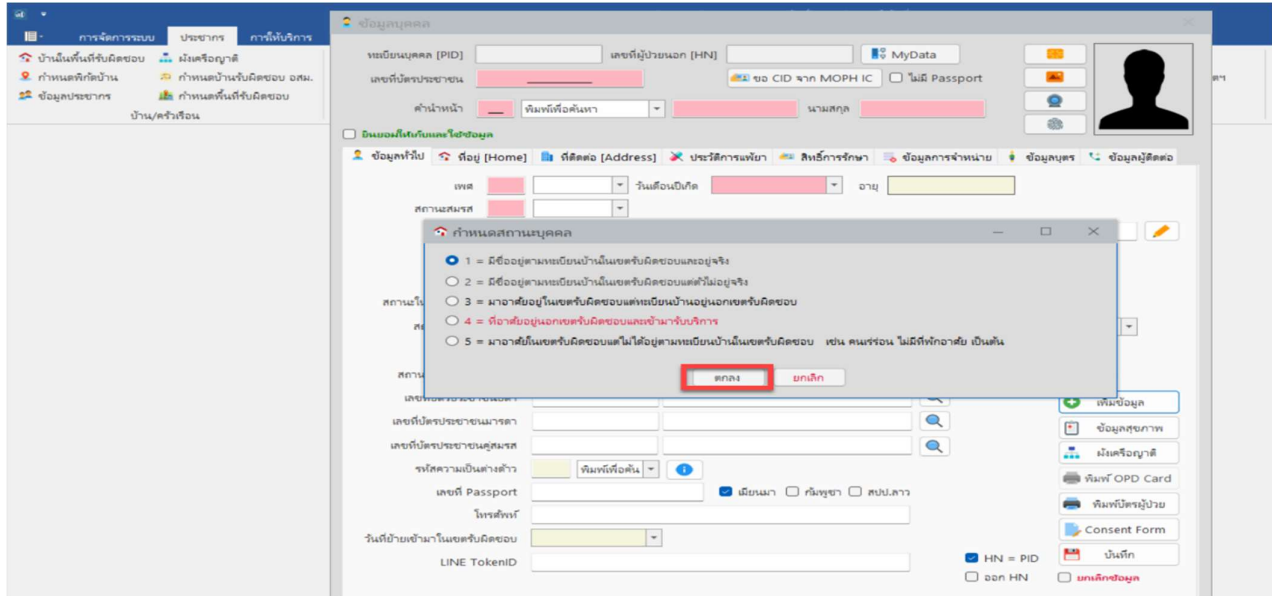 การจัดการระบบ ประชากร การให้บริการ
บ้านในพื้นที่รับผิดชอบ ผังเครือญาติ
กำหนดพิกัดบ้าน กำหนดบ้านรับผิดชอบ อสม.
ข้อมูลประชากร กำหนดพื้นที่รับผิดชอบ
บ้าน/ครัวเรือน
ข้อมูลบุคคล
ทะเบียนบุคคล [PID] เลขที่ผู้ป่วยนอก [HN] MyData
เลขที่บัตรประชาชน ขอ CID จาก MOPH IC ไม่มี Passport
คำนำหน้า พิมพ์เพื่อค้นหา นามสกุล
ยินยอมให้เก็บและใช้ข้อมูล
ข้อมูลทั่วไป ที่อยู่ [Home] ที่ติดต่อ [Address] ประวัติการแพ้ยา สิทธิ์การรักษา ข้อมูลการจำหน่าย ข้อมูลบุตร ข้อมูลผู้ติดต่อ
เพศ วันเดือนปีเกิด อายุ
สถานะสมรส
กำหนดสถานะบุคคล
1 = มีชื่ออยู่ตามทะเบียนบ้านในเขตรับผิดชอบและอยู่จริง
2 = มีชื่ออยู่ตามทะเบียนบ้านในเขตรับผิดชอบแต่ตัวไม่อยู่จริง
3 = มาอาศัยอยู่ในเขตรับผิดชอบแต่ทะเบียนบ้านอยู่นอกเขตรับผิดชอบ
4 = ที่อาศัยอยู่นอกเขตรับผิดชอบและเข้ามารับบริการ
5 = มาอาศัยในเขตรับผิดชอบแต่ไม่ได้อยู่ตามทะเบียนบ้านในเขตรับผิดชอบ เช่น คนเร่ร่อน ไม่มีที่พักอาศัย เป็นต้น
ตกลง ยกเลิก
เพิ่มข้อมูล
เลขที่บัตรประชาชนมารดา ข้อมูลสุขภาพ
เลขที่บัตรประชาชนคู่สมรส ผังเครือญาติ
รหัสความเป็นต่างด้าว พิมพ์เพื่อค้น พิมพ์ OPD Card
เลขที่ Passport เมียนมา กัมพูชา สปป.ลาว พิมพ์บัตรผู้ป่วย
โทรศัพท์ Consent Form
วันที่ย้ายเข้ามาในเขตรับผิดชอบ
LINE TokenID HN = PID บันทึก
ออก HN ยกเลิกข้อมูล